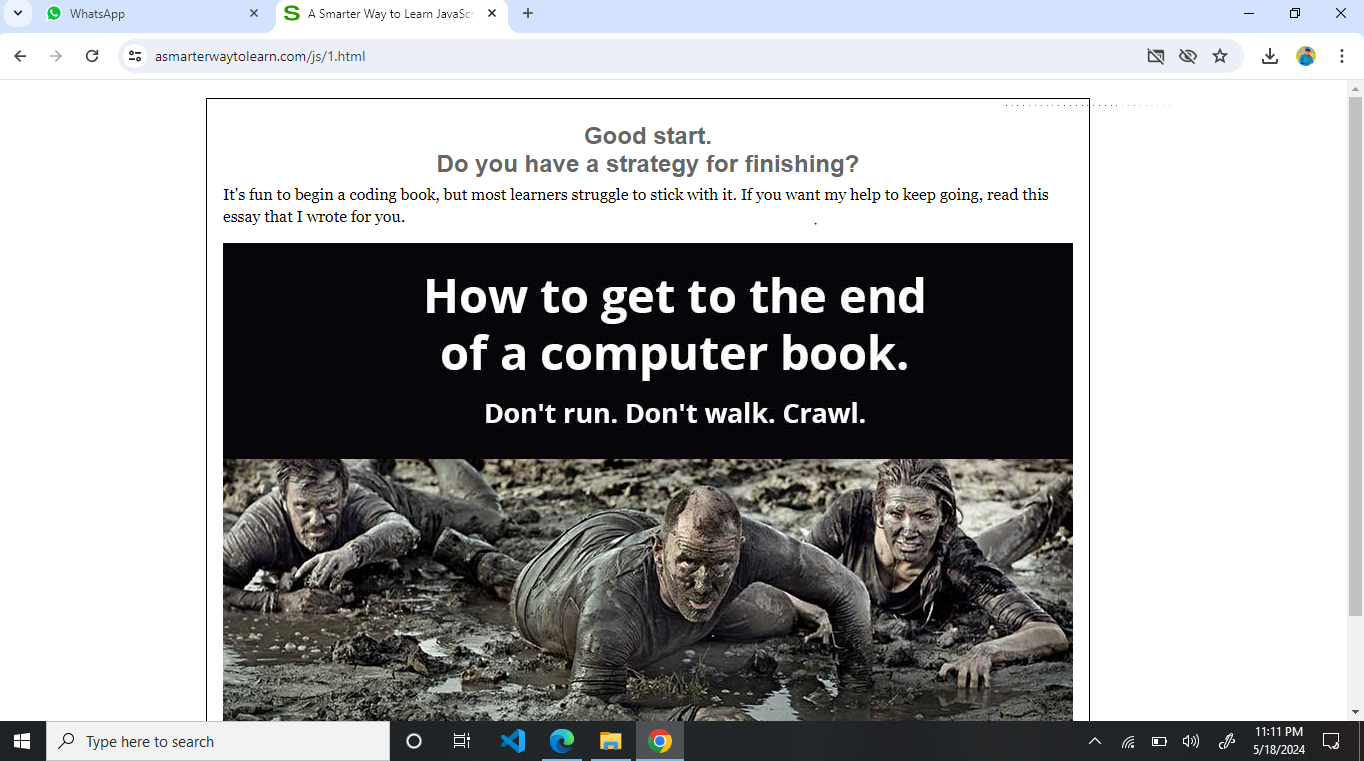 WhatsApp
A Smarter Way to Learn JavaScr
asmarterwaytolearn.com/js/1.html
Good start.
Do you have a strategy for finishing?
It's fun to begin a coding book, but most learners struggle to stick with it. If you want my help to keep going, read this
essay that I wrote for you.
How to get to the end
of a computer book.
Don't run. Don't walk. Crawl.
Type here to search
11:11 PM
5/18/2024